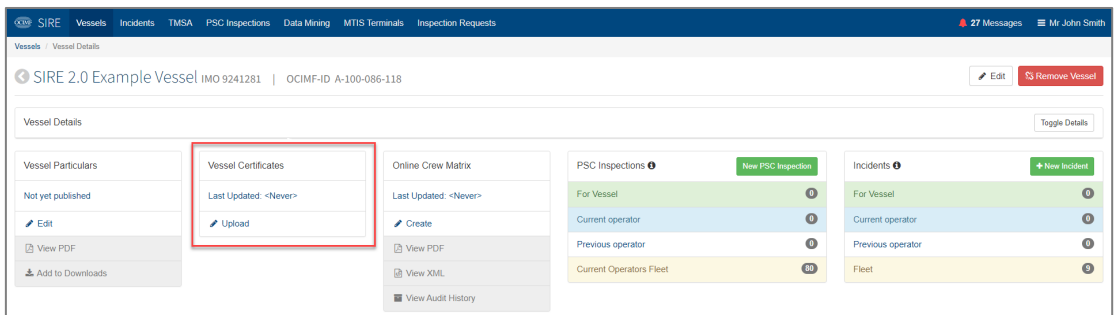 OCIMF SIRE Vessels Incidents TMSA PSC Inspections Data Mining MTIS Terminals Inspection Requests 27 Messages Mr John Smith
Vessels / Vessel Details
SIRE 2.0 Example Vessel IMO 9241281 | OCIMF-ID A-100-086-118 Edit Remove Vessel
Vessel Details Toggle Details
Vessel Particulars
Not yet published
Edit
View PDF
Add to Downloads
Vessel Certificates
Last Updated: <Never>
Upload
Online Crew Matrix
Last Updated: <Never>
Create
View PDF
View XML
View Audit History
PSC Inspections New PSC Inspection
For Vessel 0
Current operator 0
Previous operator 0
Current Operators Fleet 80
Incidents + New Incident
For Vessel 0
Current operator 0
Previous operator 0
Fleet 9